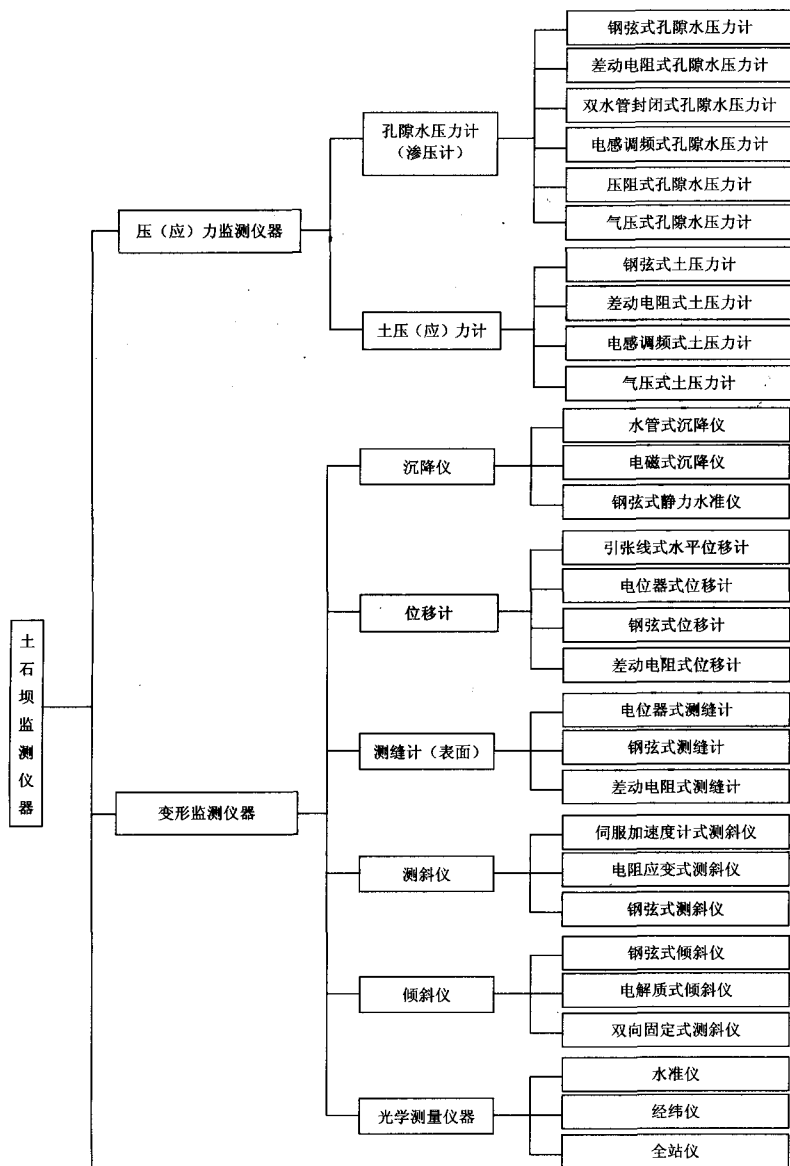 土石坝监测仪器
压（应）力监测仪器
孔隙水压力计
（渗压计）
钢弦式孔隙水压力计
差动电阻式孔隙水压力计
双水管封闭式孔隙水压力计
电感调频式孔隙水压力计
压阻式孔隙水压力计
气压式孔隙水压力计
土压（应）力计
钢弦式土压力计
差动电阻式土压力计
电感调频式土压力计
气压式土压力计
变形监测仪器
沉降仪
水管式沉降仪
电磁式沉降仪
钢弦式静力水准仪
位移计
引张线式水平位移计
电位器式位移计
钢弦式位移计
差动电阻式位移计
测缝计（表面）
电位器式测缝计
钢弦式测缝计
差动电阻式测缝计
测斜仪
伺服加速度计式测斜仪
电阻应变式测斜仪
钢弦式测斜仪
倾斜仪
钢弦式倾斜仪
电解质式倾斜仪
双向固定式测斜仪
光学测量仪器
水准仪
经纬仪
全站仪